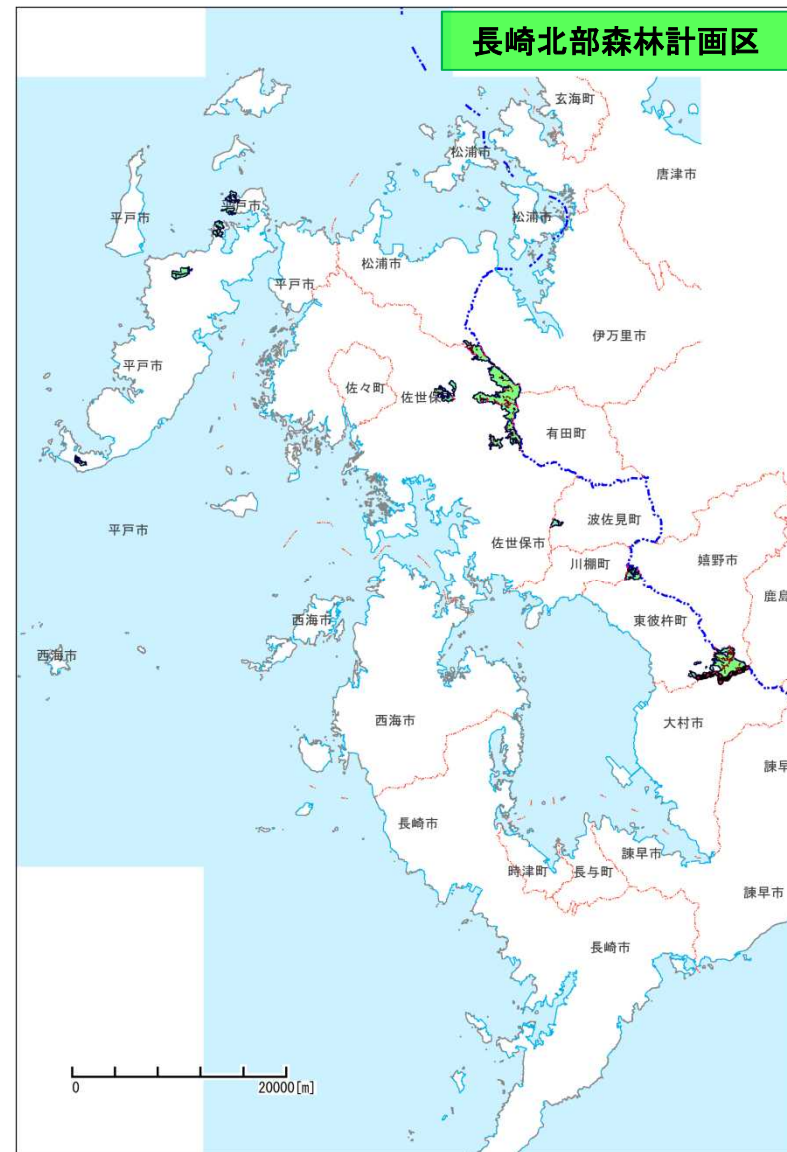 長崎北部森林計画区
玄海町
松浦市
唐津市
平戸市
平戸市
松浦市
松浦市
平戸市
伊万里市
平戸市
佐々町
佐世保
有田町
平戸市
佐世保市
波佐見町
川棚町
嬉野市
鹿島
東彼杵町
西海市
西海市
西海市
大村市
諫早
長崎市
諫早市
時津町
長与町
諫早市
長崎市
0
20000[m]